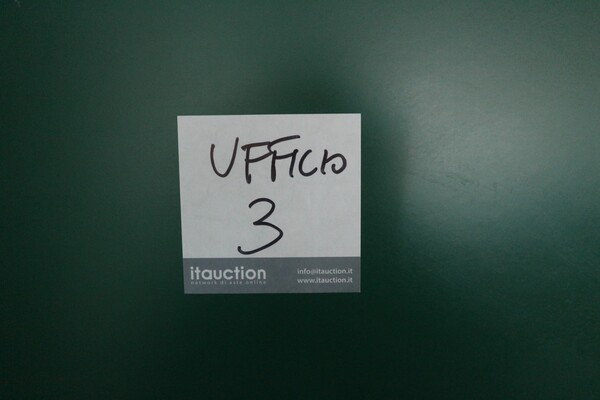 UFFICIO
3
itauction
network di aste online
info@itauction.it
www.itauction.it